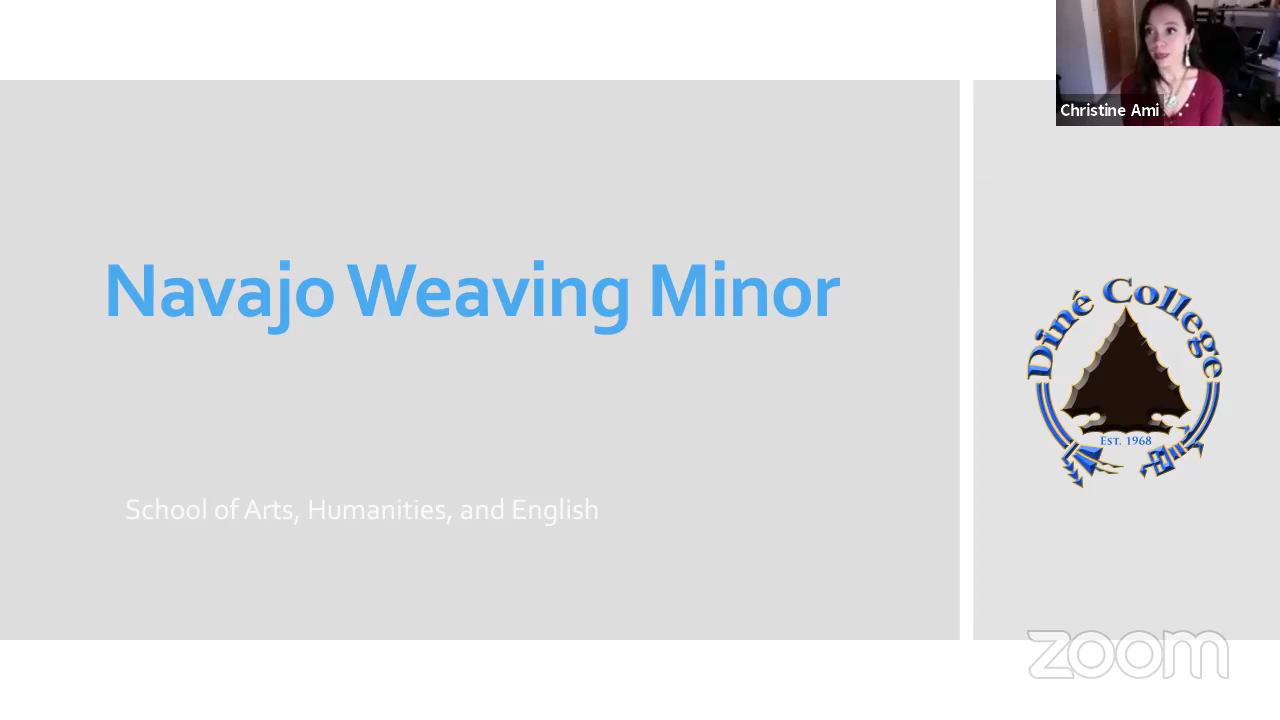 Christine Ami
Navajo Weaving Minor
Diné College
Est. 1968
School of Arts, Humanities, and English
zoom